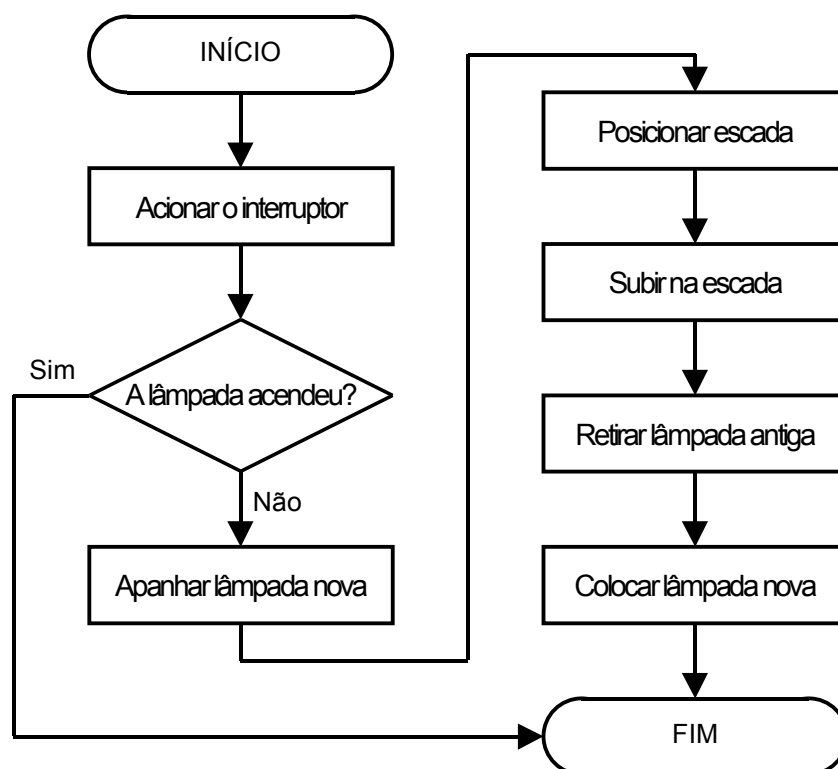 INÍCIO
Acionar o interruptor
A lâmpada acendeu?
Sim
Não
Apanhar lâmpada nova
Posicionar escada
Subir na escada
Retirar lâmpada antiga
Colocar lâmpada nova
FIM